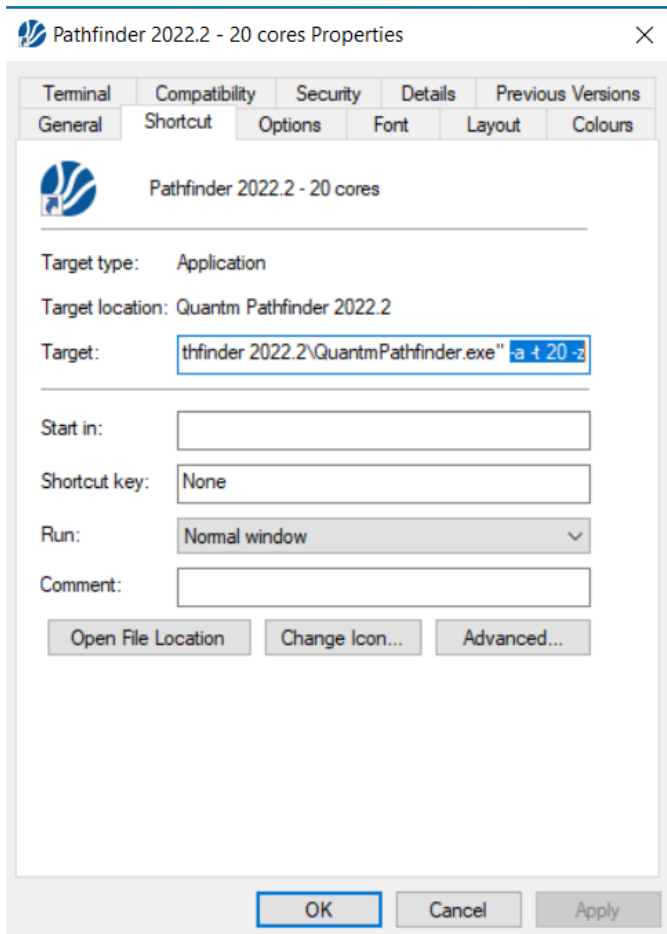 Pathfinder 2022.2 - 20 cores Properties
Terminal Compatibility Security Details Previous Versions
General Shortcut Options Font Layout Colours
Pathfinder 2022.2 - 20 cores
Target type: Application
Target location: Quantm Pathfinder 2022.2
Target: thfinder 2022.2\QuantmPathfinder.exe" -a -t 20 -z
Start in:
Shortcut key: None
Run: Normal window
Comment:
Open File Location Change Icon... Advanced...
OK Cancel Apply